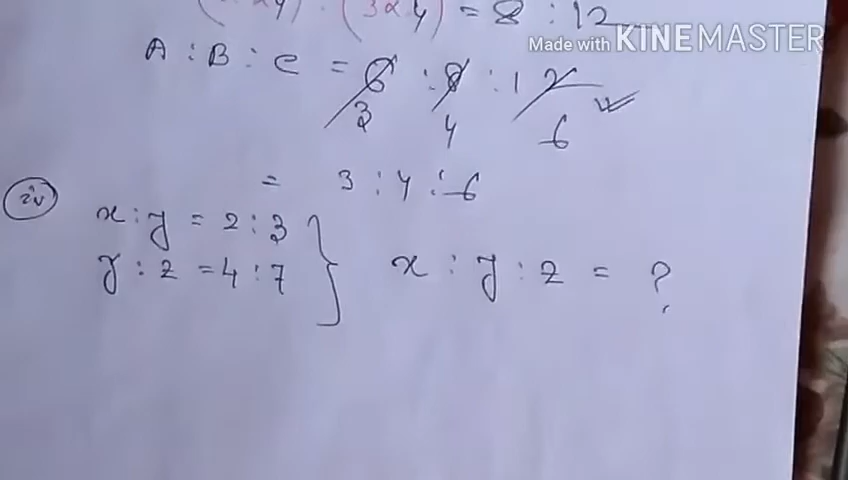 (3×4) = 8 : 12
Made with KINEMASTER
A : B : C = 6 : 8 : 12
3 4 6
= 3 : 4 : 6
iv
x : y = 2 : 3
y : z = 4 : 7
x : y : z = ?